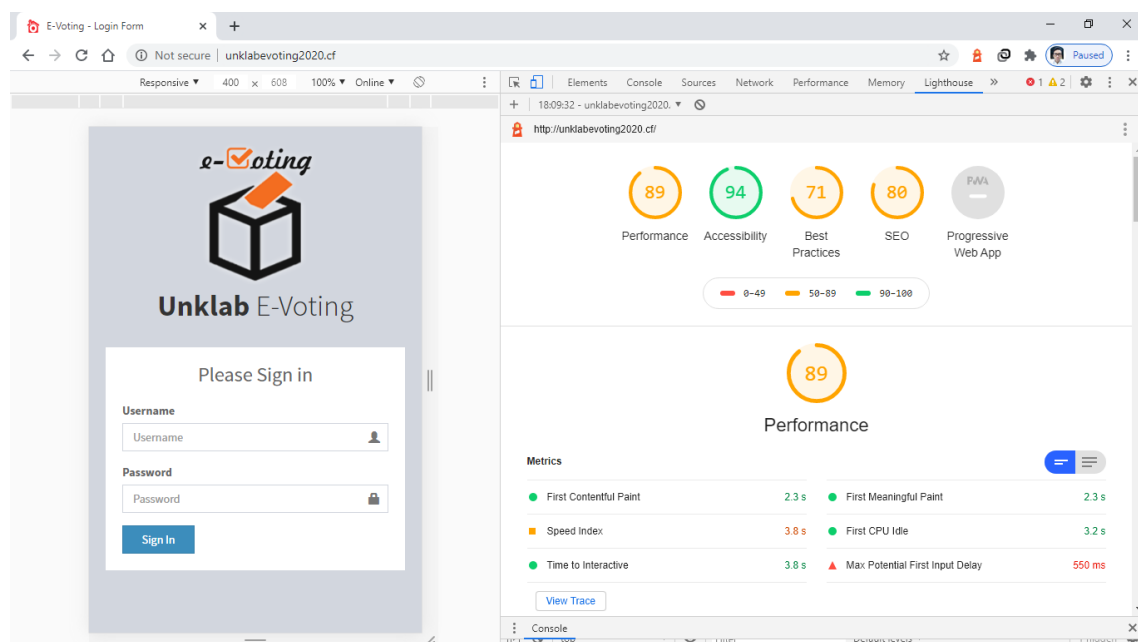 E-Voting - Login Form
Not secure unklabevoting2020.cf
Paused
Responsive 400 x 608 100% Online
Elements Console Sources Network Performance Memory Lighthouse » 1 2
18:09:32 - unklabevoting2020.
http://unklabevoting2020.cf/
e-Voting
Unklab E-Voting
Please Sign in
Username
Username
Password
Password
Sign In
89 94 71 80 PWA
Performance Accessibility Best Practices SEO Progressive Web App
0-49 50-89 90-100
89
Performance
Metrics
First Contentful Paint 2.3 s
First Meaningful Paint 2.3 s
Speed Index 3.8 s
First CPU Idle 3.2 s
Time to Interactive 3.8 s
Max Potential First Input Delay 550 ms
View Trace
Console